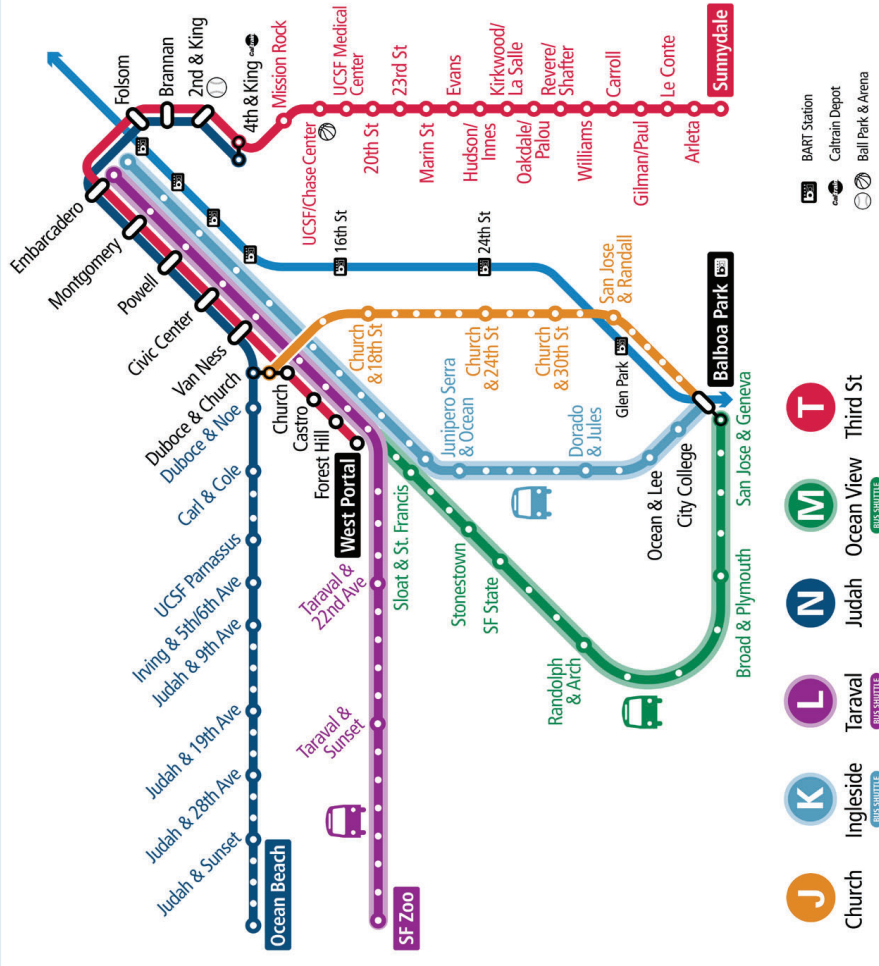 Folsom
Brannan
2nd & King
4th & King
Caltrain
Mission Rock
UCSF/Chase Center
UCSF Medical
Center
20th St
23rd St
Marin St
Evans
Hudson/
Innes
Kirkwood/
La Salle
Oakdale/
Palou
Revere/
Shafter
Williams
Carroll
Gilman/Paul
Le Conte
Arleta
Sunnydale
Embarcadero
Montgomery
Powell
Civic Center
Van Ness
Duboce & Church
Duboce & Noe
Carl & Cole
UCSF Parnassus
Irving & 5th/6th Ave
Judah & 9th Ave
Judah & 19th Ave
Judah & 28th Ave
Judah & Sunset
Ocean Beach
Church
Castro
Forest Hill
West Portal
Taraval &
22nd Ave
Taraval &
Sunset
SF Zoo
16th St
24th St
Glen Park
Church
&18th St
Church
&24th St
Church
&30th St
San Jose
& Randall
Balboa Park
Junipero Serra
& Ocean
Dorado
& Jules
Ocean & Lee
City College
Sloat & St. Francis
Stonestown
SF State
Randolph
& Arch
Broad & Plymouth
San Jose & Geneva
J
Church
K
Ingleside
BUS SHUTTLE
L
Taraval
BUS SHUTTLE
N
Judah
M
Ocean View
BUS SHUTTLE
T
Third St
BART Station
Caltrain
Caltrain Depot
Ball Park & Arena